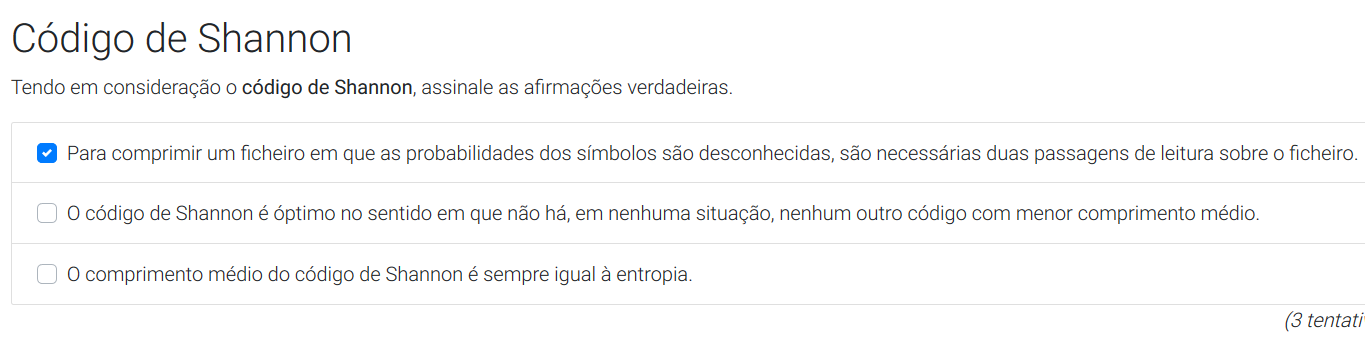 Código de Shannon
Tendo em consideração o código de Shannon, assinale as afirmações verdadeiras.
Para comprimir um ficheiro em que as probabilidades dos símbolos são desconhecidas, são necessárias duas passagens de leitura sobre o ficheiro.
O código de Shannon é óptimo no sentido em que não há, em nenhuma situação, nenhum outro código com menor comprimento médio.
O comprimento médio do código de Shannon é sempre igual à entropia.
(3 tentati